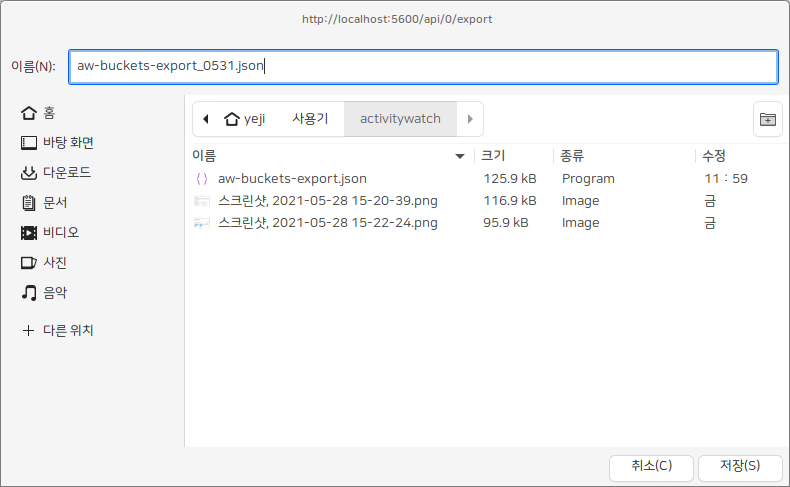 http://localhost:5600/api/0/export
이름(N): aw-buckets-export_0531.json
홈
바탕 화면
다운로드
문서
비디오
사진
음악
다른 위치
yeji 사용기 activitywatch
이름 크기 종류 수정
aw-buckets-export.json 125.9 kB Program 11 : 59
스크린샷, 2021-05-28 15-20-39.png 116.9 kB Image 금
스크린샷, 2021-05-28 15-22-24.png 95.9 kB Image 금
취소(C) 저장(S)